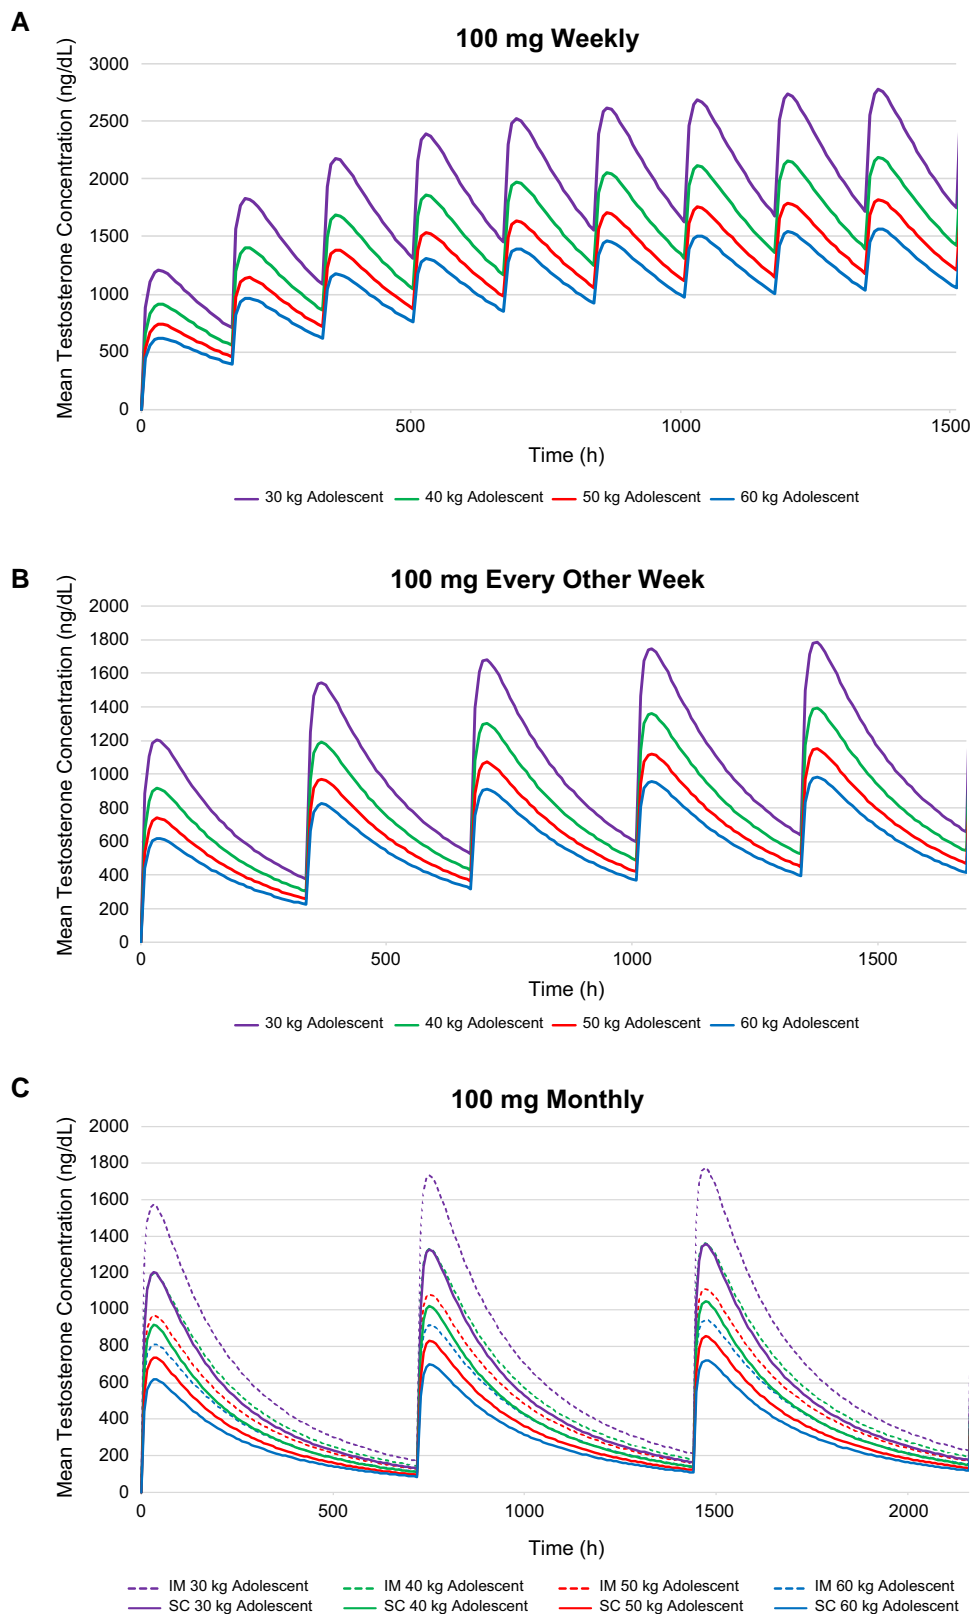 A
100 mg Weekly
Mean Testosterone Concentration (ng/dL)
3000
2500
2000
1500
1000
500
0
0 500 1000 1500
Time (h)
30 kg Adolescent 40 kg Adolescent 50 kg Adolescent 60 kg Adolescent
B
100 mg Every Other Week
Mean Testosterone Concentration (ng/dL)
2000
1800
1600
1400
1200
1000
800
600
400
200
0
0 500 1000 1500
Time (h)
30 kg Adolescent 40 kg Adolescent 50 kg Adolescent 60 kg Adolescent
C
100 mg Monthly
Mean Testosterone Concentration (ng/dL)
2000
1800
1600
1400
1200
1000
800
600
400
200
0
0 500 1000 1500 2000
Time (h)
IM 30 kg Adolescent IM 40 kg Adolescent IM 50 kg Adolescent IM 60 kg Adolescent
SC 30 kg Adolescent SC 40 kg Adolescent SC 50 kg Adolescent SC 60 kg Adolescent